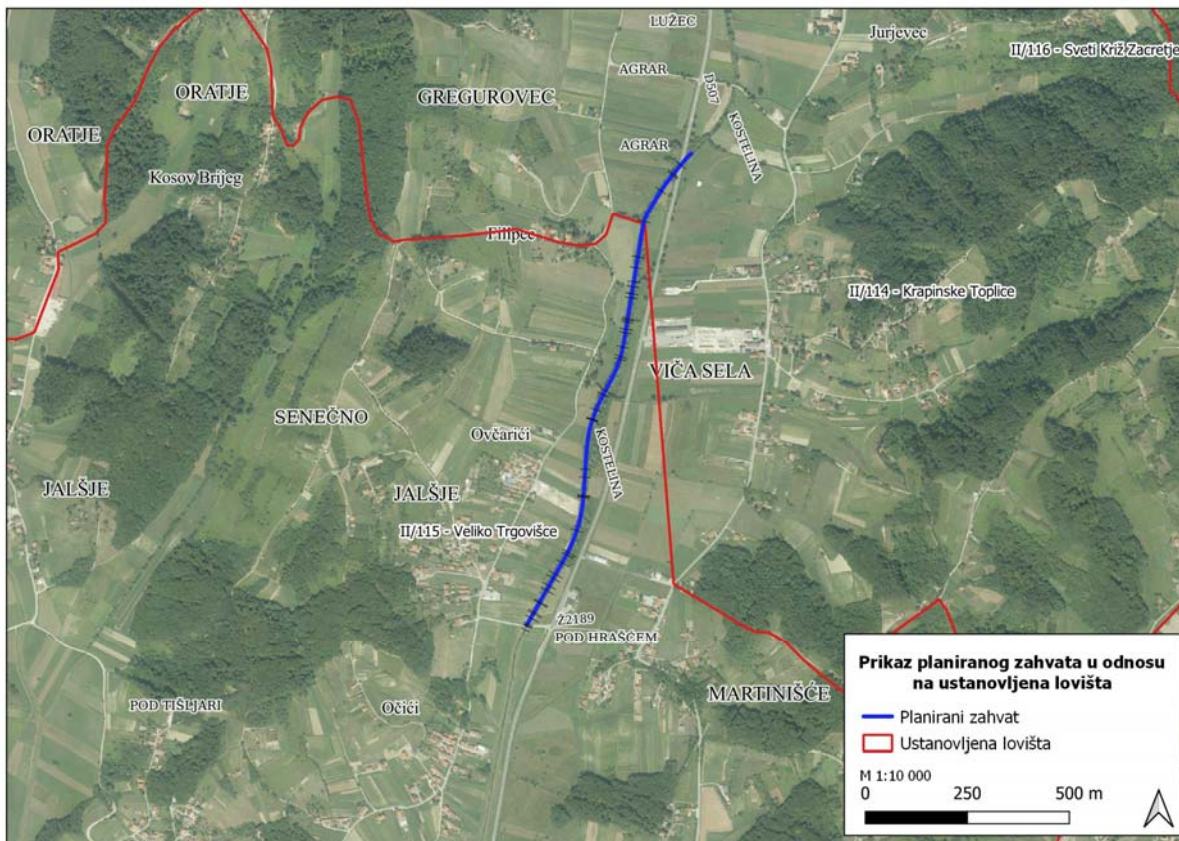 LUŽEC
Jurjevec
II/116 - Sveti Križ Zacretje
AGRAR
D507
ORATJE
GREGUROVEC
KOSTELINA
ORATJE
AGRAR
Kosov Brijeg
Filipec
II/114 - Krapinske Toplice
VIČA SELA
SENEČNO
Ovčarići
KOSTELINA
JALŠJE
JALŠJE
II/115 - Veliko Trgovišce
Ž2189
POD HRAŠĆEM
MARTINIŠĆE
POD TIŠLJARI
Očići
Prikaz planiranog zahvata u odnosu
na ustanovljena lovišta
Planirani zahvat
Ustanovljena lovišta
M 1:10 000
0 250 500 m